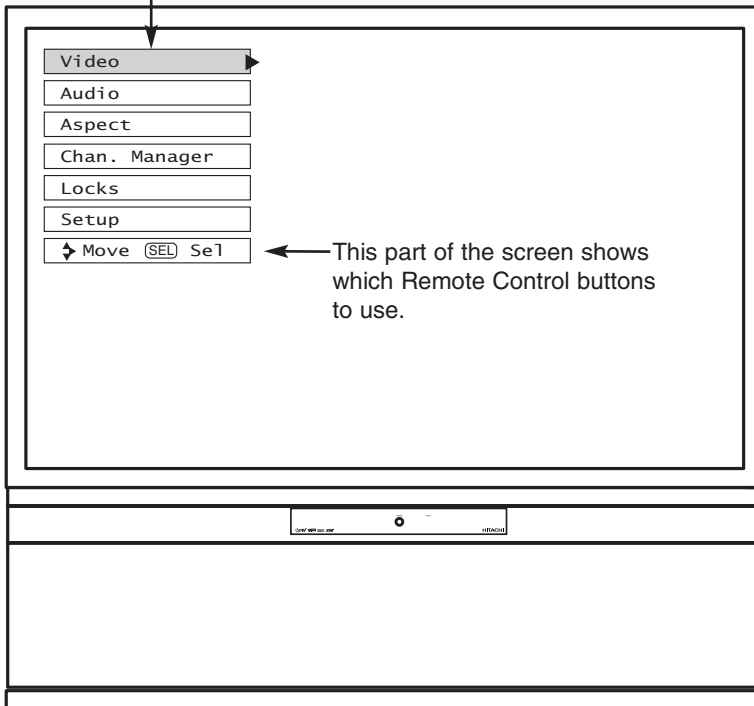 Video
Audio
Aspect
Chan. Manager
Locks
Setup
Move SEL Sel
This part of the screen shows
which Remote Control buttons
to use.
HITACHI